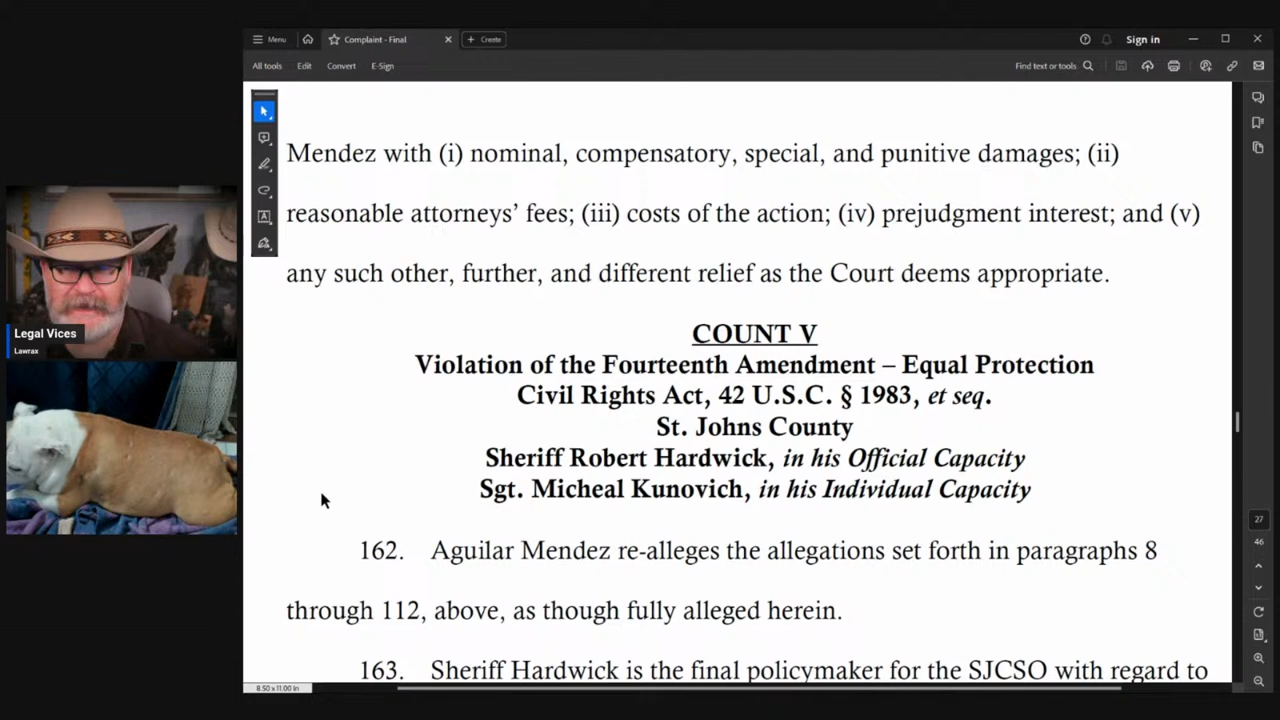 Menu
Complaint - Final
Create
Sign in
All tools
Edit
Convert
E-Sign
Find text or tools
Mendez with (i) nominal, compensatory, special, and punitive damages; (ii)
reasonable attorneys’ fees; (iii) costs of the action; (iv) prejudgment interest; and (v)
any such other, further, and different relief as the Court deems appropriate.
COUNT V
Violation of the Fourteenth Amendment – Equal Protection
Civil Rights Act, 42 U.S.C. § 1983, et seq.
St. Johns County
Sheriff Robert Hardwick, in his Official Capacity
Sgt. Micheal Kunovich, in his Individual Capacity
162. Aguilar Mendez re-alleges the allegations set forth in paragraphs 8
through 112, above, as though fully alleged herein.
163. Sheriff Hardwick is the final policymaker for the SJCSO with regard to
Legal Vices
Lawrax
27
46
8.50 x 11.00 in